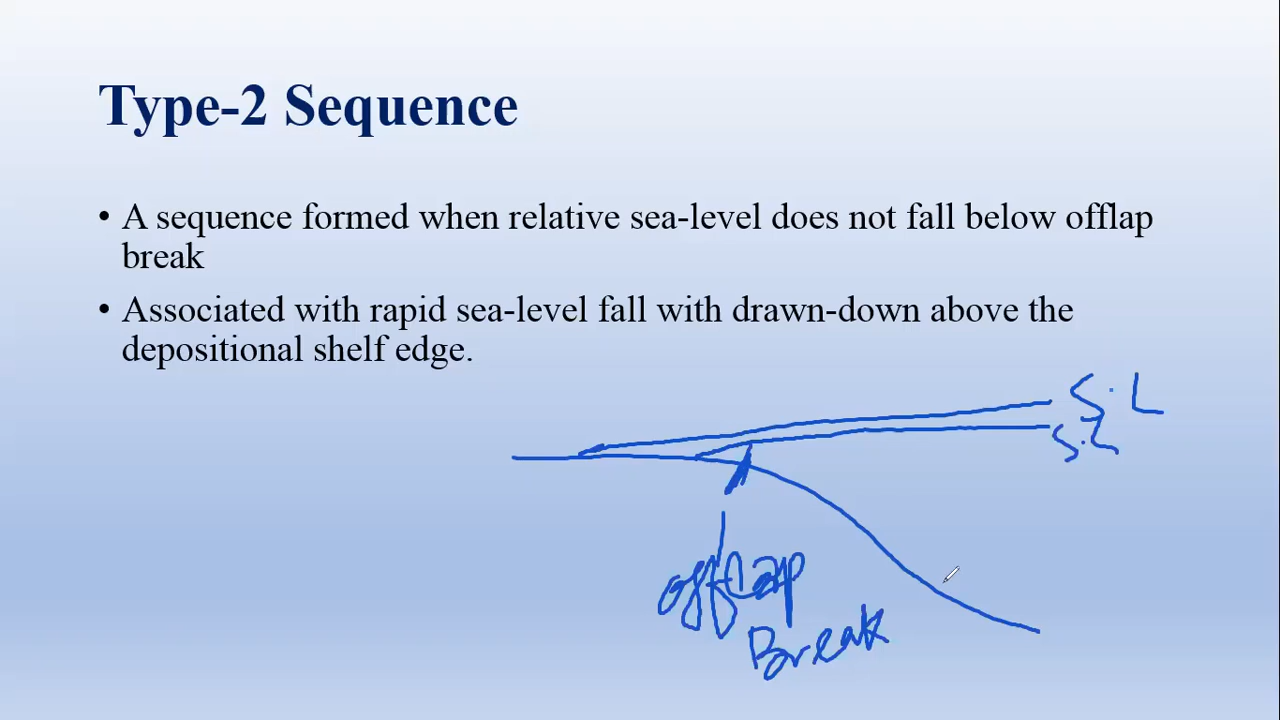 Type-2 Sequence
• A sequence formed when relative sea-level does not fall below offlap
break
• Associated with rapid sea-level fall with drawn-down above the
depositional shelf edge.
S.L
S.L
offlap
Break